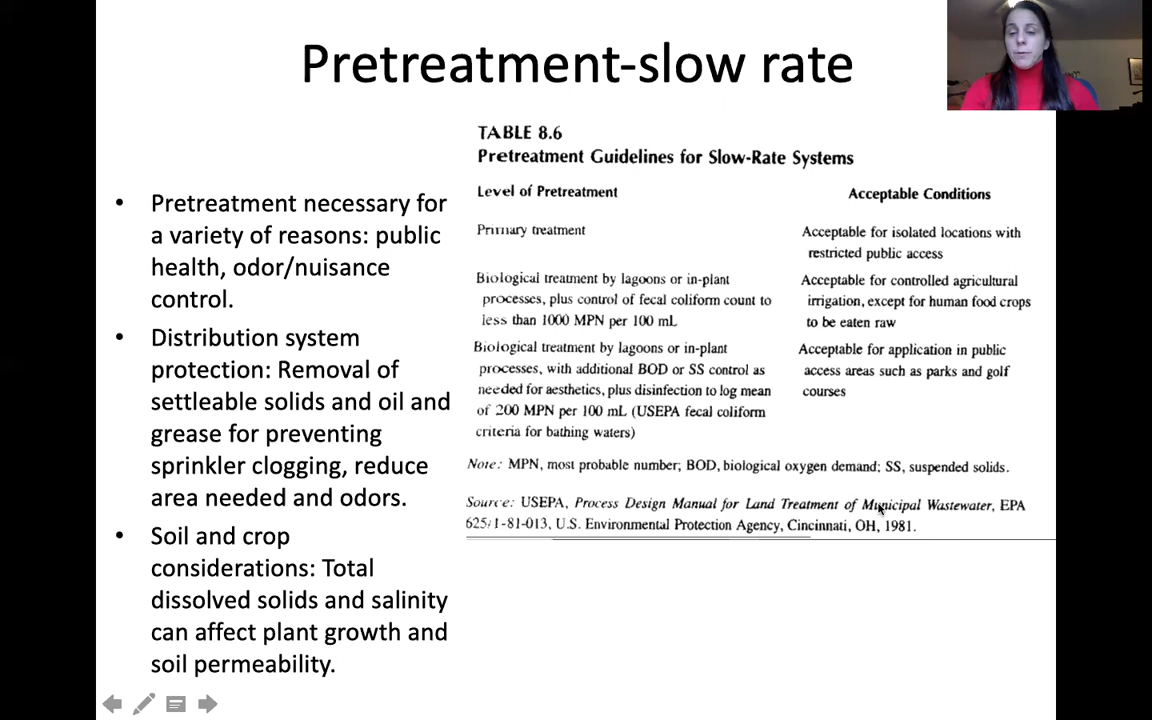 Pretreatment-slow rate
• Pretreatment necessary for
a variety of reasons: public
health, odor/nuisance
control.
• Distribution system
protection: Removal of
settleable solids and oil and
grease for preventing
sprinkler clogging, reduce
area needed and odors.
• Soil and crop
considerations: Total
dissolved solids and salinity
can affect plant growth and
soil permeability.
TABLE 8.6
Pretreatment Guidelines for Slow-Rate Systems
Level of Pretreatment Acceptable Conditions
Primary treatment
Acceptable for isolated locations with
restricted public access
Biological treatment by lagoons or in-plant
processes, plus control of fecal coliform count to
less than 1000 MPN per 100 mL
Acceptable for controlled agricultural
irrigation, except for human food crops
to be eaten raw
Biological treatment by lagoons or in-plant
processes, with additional BOD or SS control as
needed for aesthetics, plus disinfection to log mean
of 200 MPN per 100 mL (USEPA fecal coliform
criteria for bathing waters)
Acceptable for application in public
access areas such as parks and golf
courses
Note: MPN, most probable number; BOD, biological oxygen demand; SS, suspended solids.
Source: USEPA, Process Design Manual for Land Treatment of Municipal Wastewater, EPA
625/1-81-013, U.S. Environmental Protection Agency, Cincinnati, OH, 1981.